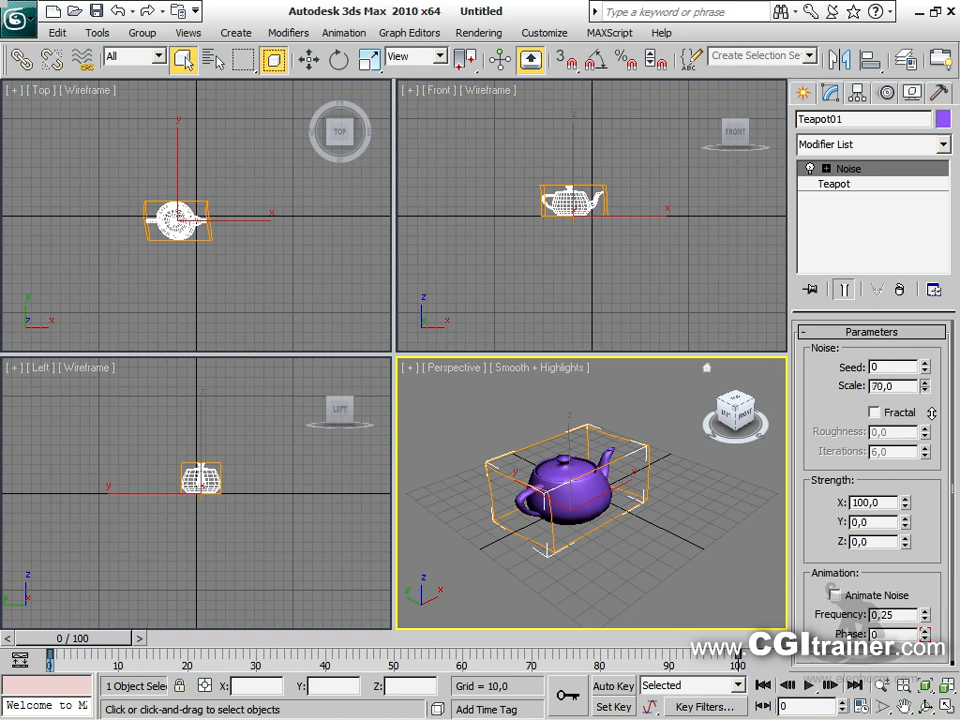 Autodesk 3ds Max 2010 x64 Untitled
Type a keyword or phrase
Edit Tools Group Views Create Modifiers Animation Graph Editors Rendering Customize MAXScript Help
All View 3 % ABC Create Selection Se
[ + ] [ Top ] [ Wireframe ]
TOP
y
x
y
z x
[ + ] [ Front ] [ Wireframe ]
FRONT
x
z
x
Teapot01
Modifier List
Noise
Teapot
[ + ] [ Left ] [ Wireframe ]
LEFT
y
z
[ + ] [ Perspective ] [ Smooth + Highlights ]
z
y x
z
y x
Parameters
Noise:
Seed: 0
Scale: 70,0
Fractal
Roughness: 0,0
Iterations: 6,0
Strength:
X: 100,0
Y: 0,0
Z: 0,0
Animation:
Animate Noise
Frequency: 0,25
Phase: 0
www.CGItrainer.com
< 0 / 100 >
0 10 20 30 40 50 60 70 80 90 100
1 Object Selec X: Y: Z: Grid = 10,0 Auto Key Selected
Welcome to M
Click or click-and-drag to select objects Add Time Tag Set Key Key Filters... 0